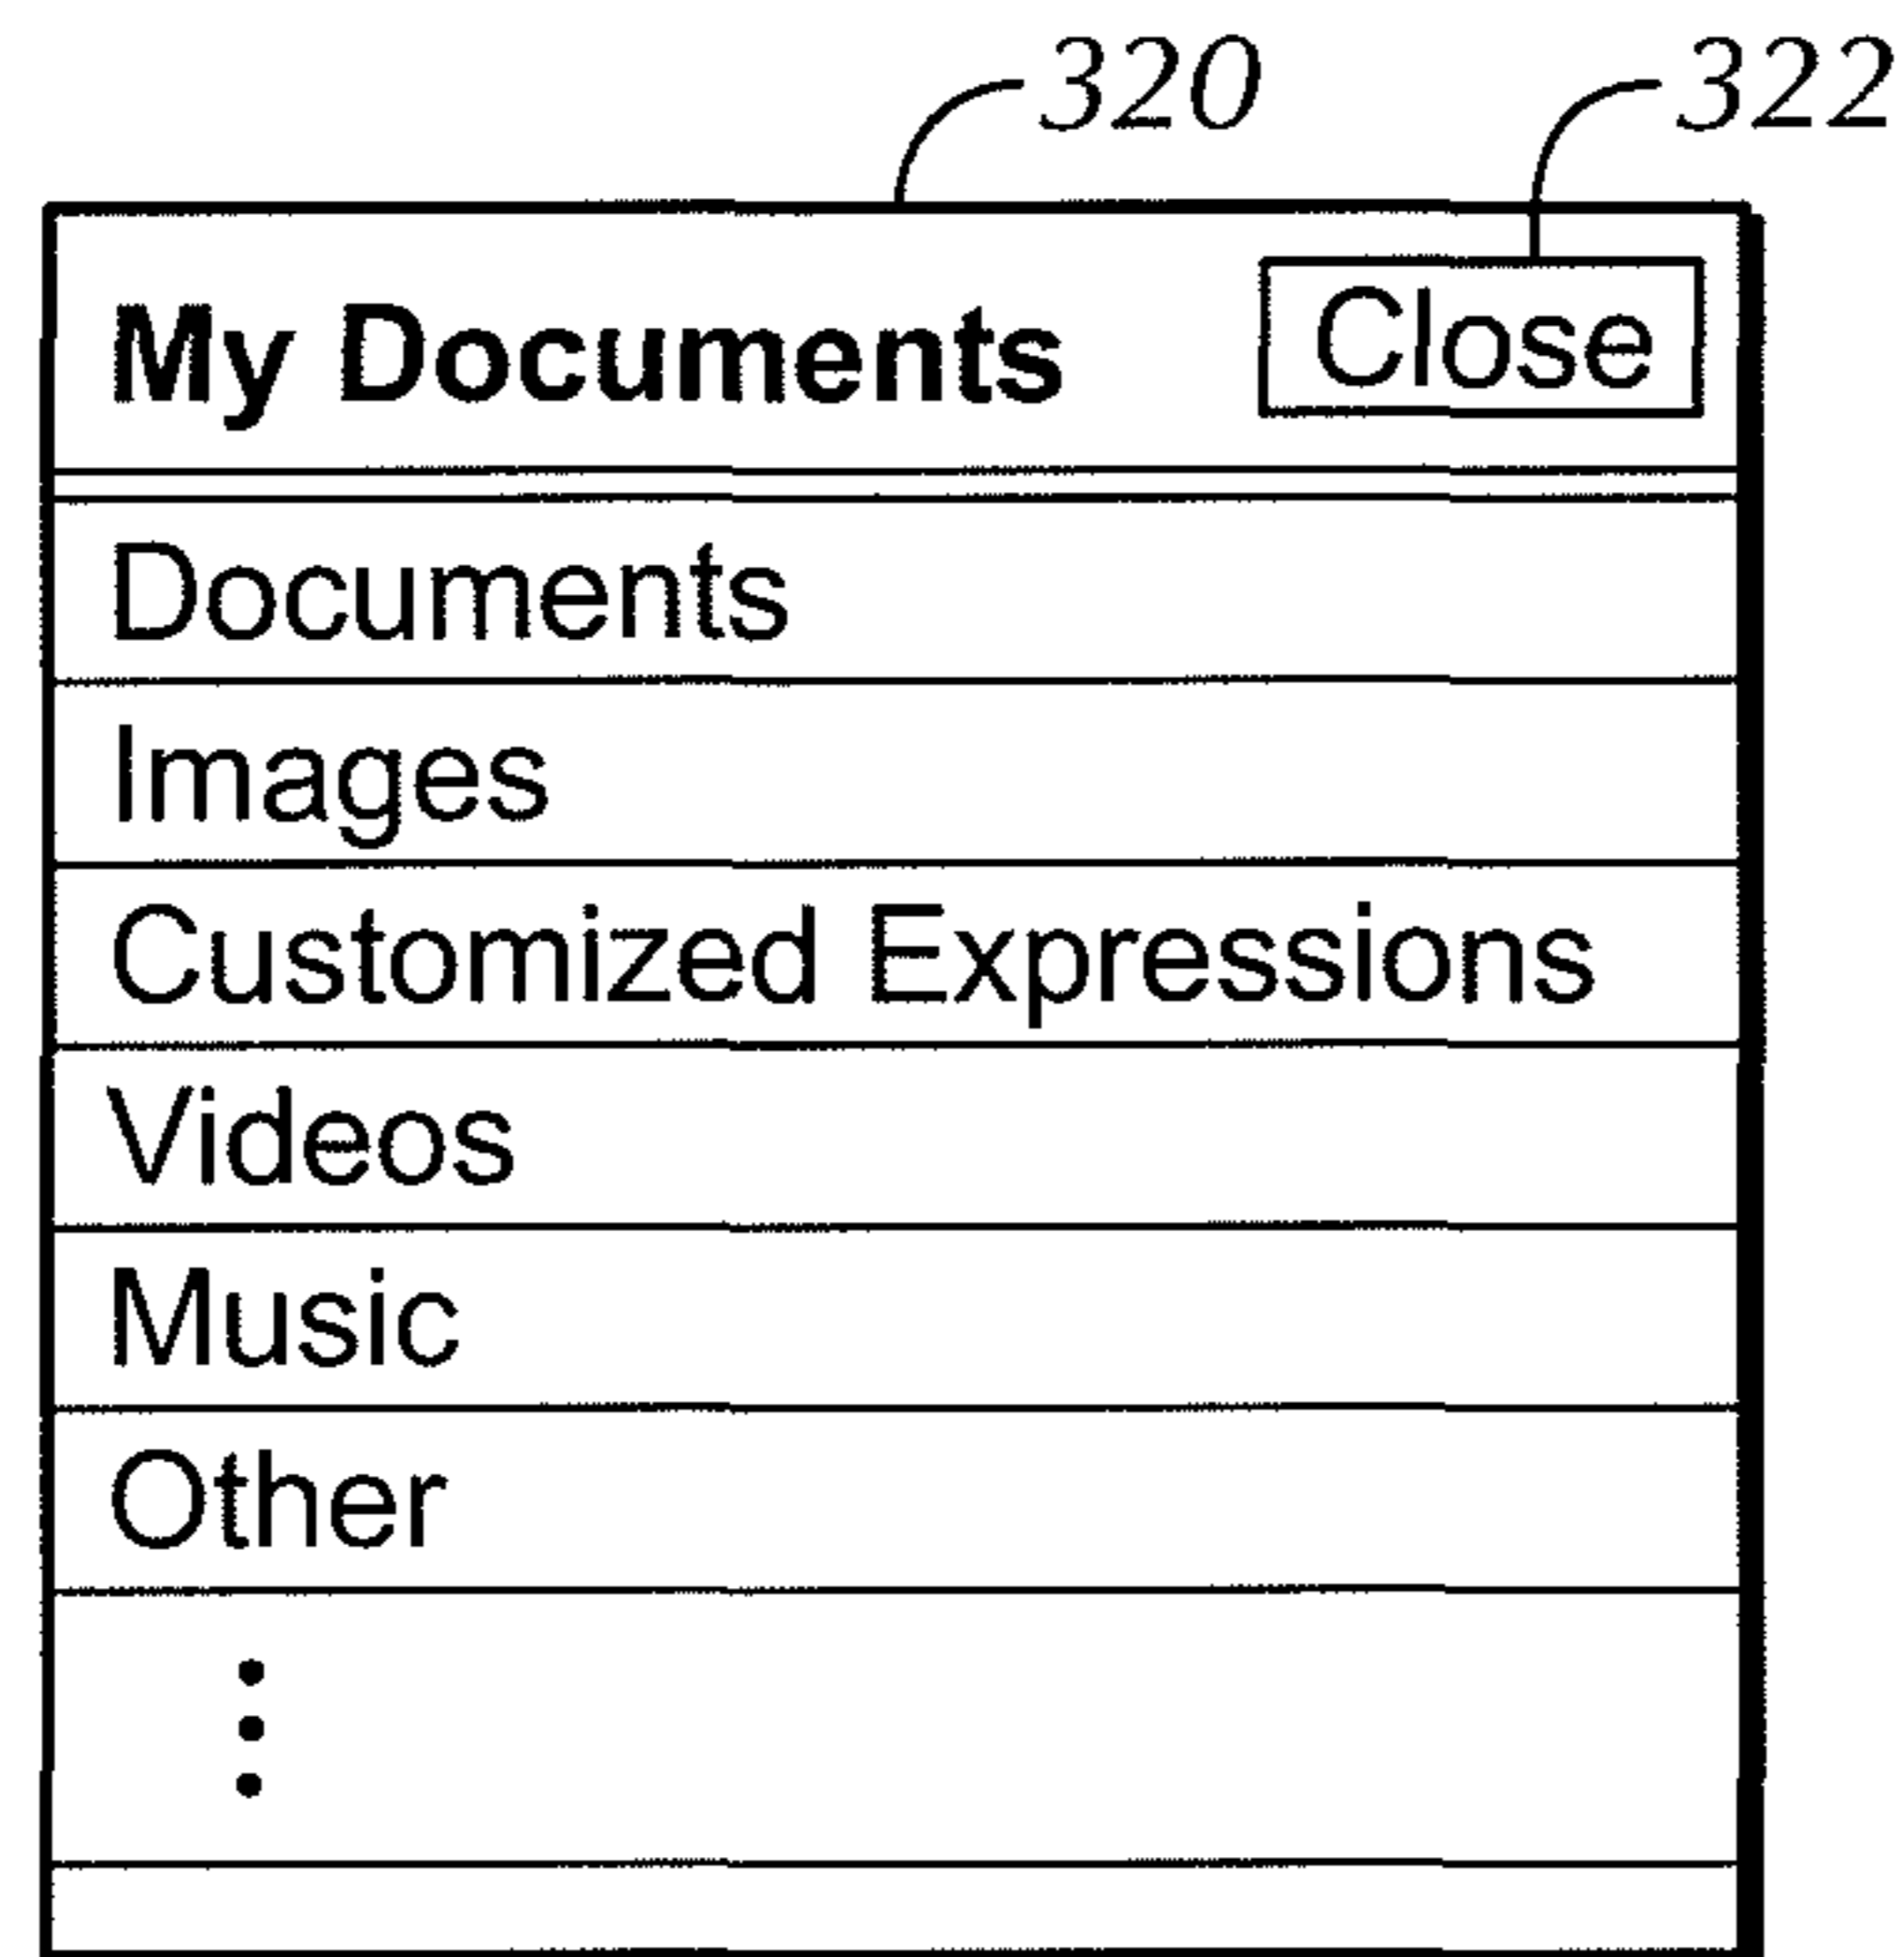 320 322
My Documents Close
Documents
Images
Customized Expressions
Videos
Music
Other